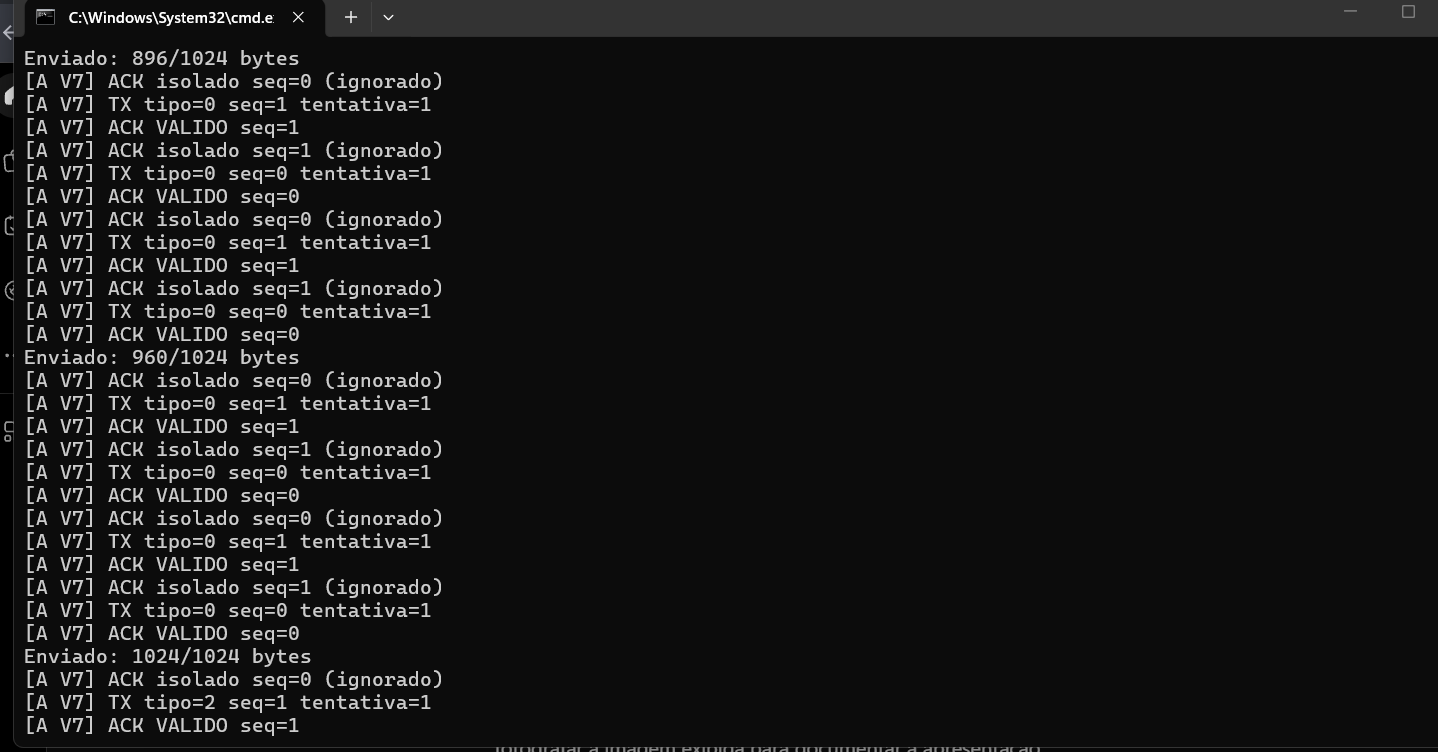 C:\Windows\System32\cmd.e
Enviado: 896/1024 bytes
[A V7] ACK isolado seq=0 (ignorado)
[A V7] TX tipo=0 seq=1 tentativa=1
[A V7] ACK VALIDO seq=1
[A V7] ACK isolado seq=1 (ignorado)
[A V7] TX tipo=0 seq=0 tentativa=1
[A V7] ACK VALIDO seq=0
[A V7] ACK isolado seq=0 (ignorado)
[A V7] TX tipo=0 seq=1 tentativa=1
[A V7] ACK VALIDO seq=1
[A V7] ACK isolado seq=1 (ignorado)
[A V7] TX tipo=0 seq=0 tentativa=1
[A V7] ACK VALIDO seq=0
Enviado: 960/1024 bytes
[A V7] ACK isolado seq=0 (ignorado)
[A V7] TX tipo=0 seq=1 tentativa=1
[A V7] ACK VALIDO seq=1
[A V7] ACK isolado seq=1 (ignorado)
[A V7] TX tipo=0 seq=0 tentativa=1
[A V7] ACK VALIDO seq=0
[A V7] ACK isolado seq=0 (ignorado)
[A V7] TX tipo=0 seq=1 tentativa=1
[A V7] ACK VALIDO seq=1
[A V7] ACK isolado seq=1 (ignorado)
[A V7] TX tipo=0 seq=0 tentativa=1
[A V7] ACK VALIDO seq=0
Enviado: 1024/1024 bytes
[A V7] ACK isolado seq=0 (ignorado)
[A V7] TX tipo=2 seq=1 tentativa=1
[A V7] ACK VALIDO seq=1
fotografar a imagem exibida para documentar a apresentação